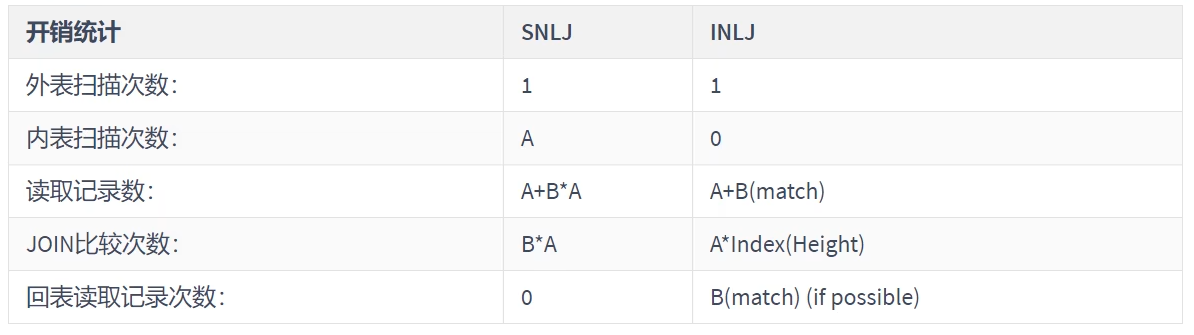 开销统计 SNLJ INLJ
外表扫描次数: 1 1
内表扫描次数: A 0
读取记录数: A+B*A A+B(match)
JOIN比较次数: B*A A*Index(Height)
回表读取记录次数: 0 B(match) (if possible)